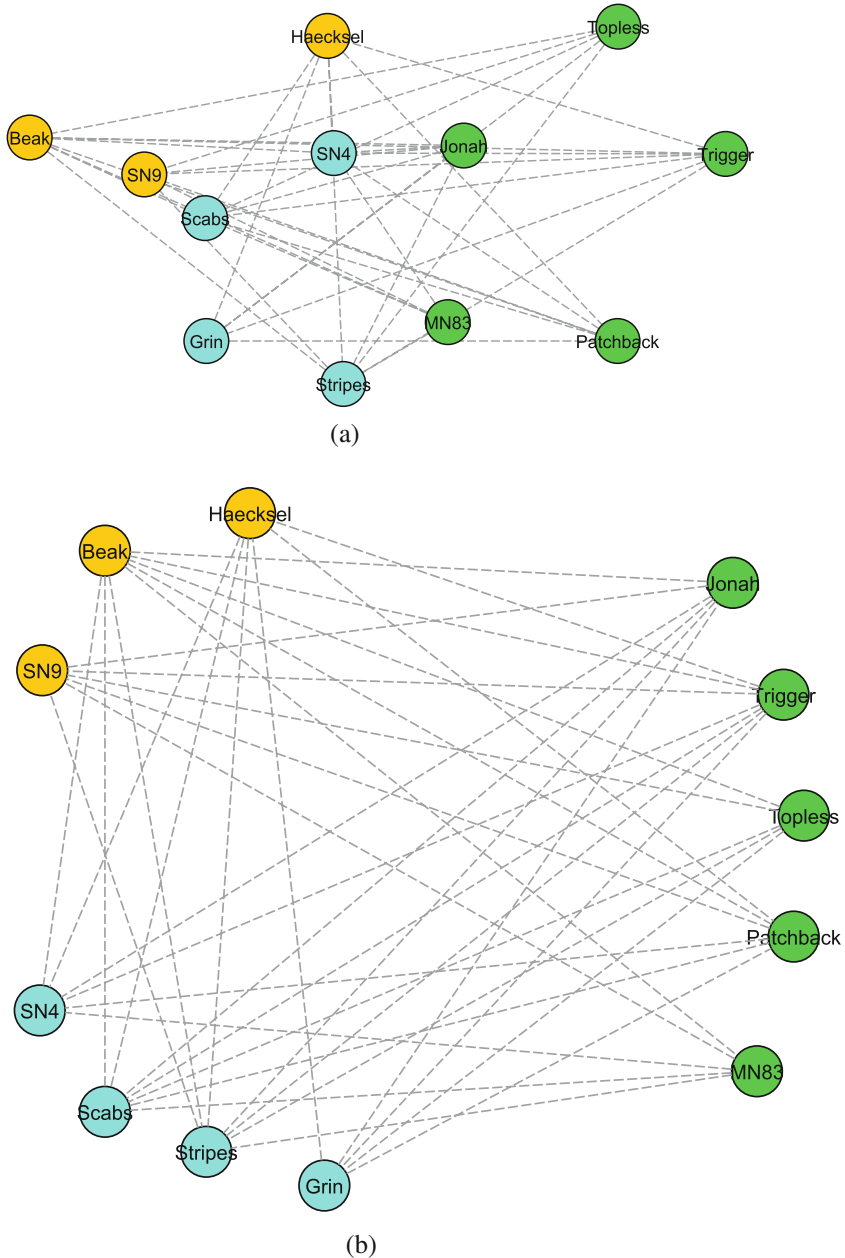 Topless
Haecksel
Beak
SN4
Jonah
Trigger
SN9
Scabs
MN83
Grin
Patchback
Stripes
(a)
Haecksel
Beak
Jonah
SN9
Trigger
Topless
Patchback
SN4
MN83
Scabs
Stripes
Grin
(b)